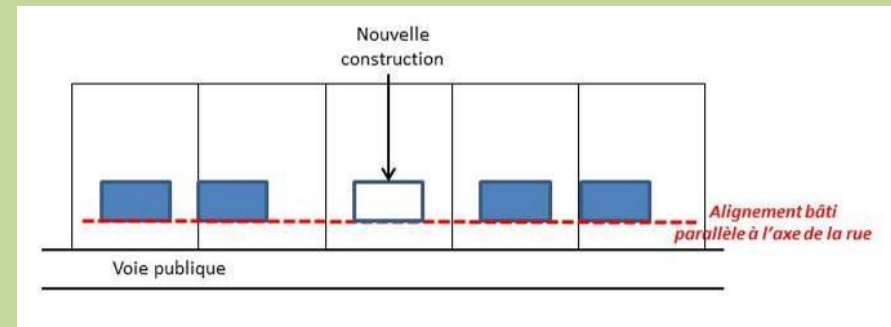 Nouvelle
construction
Alignement bâti
parallèle à l'axe de la rue
Voie publique